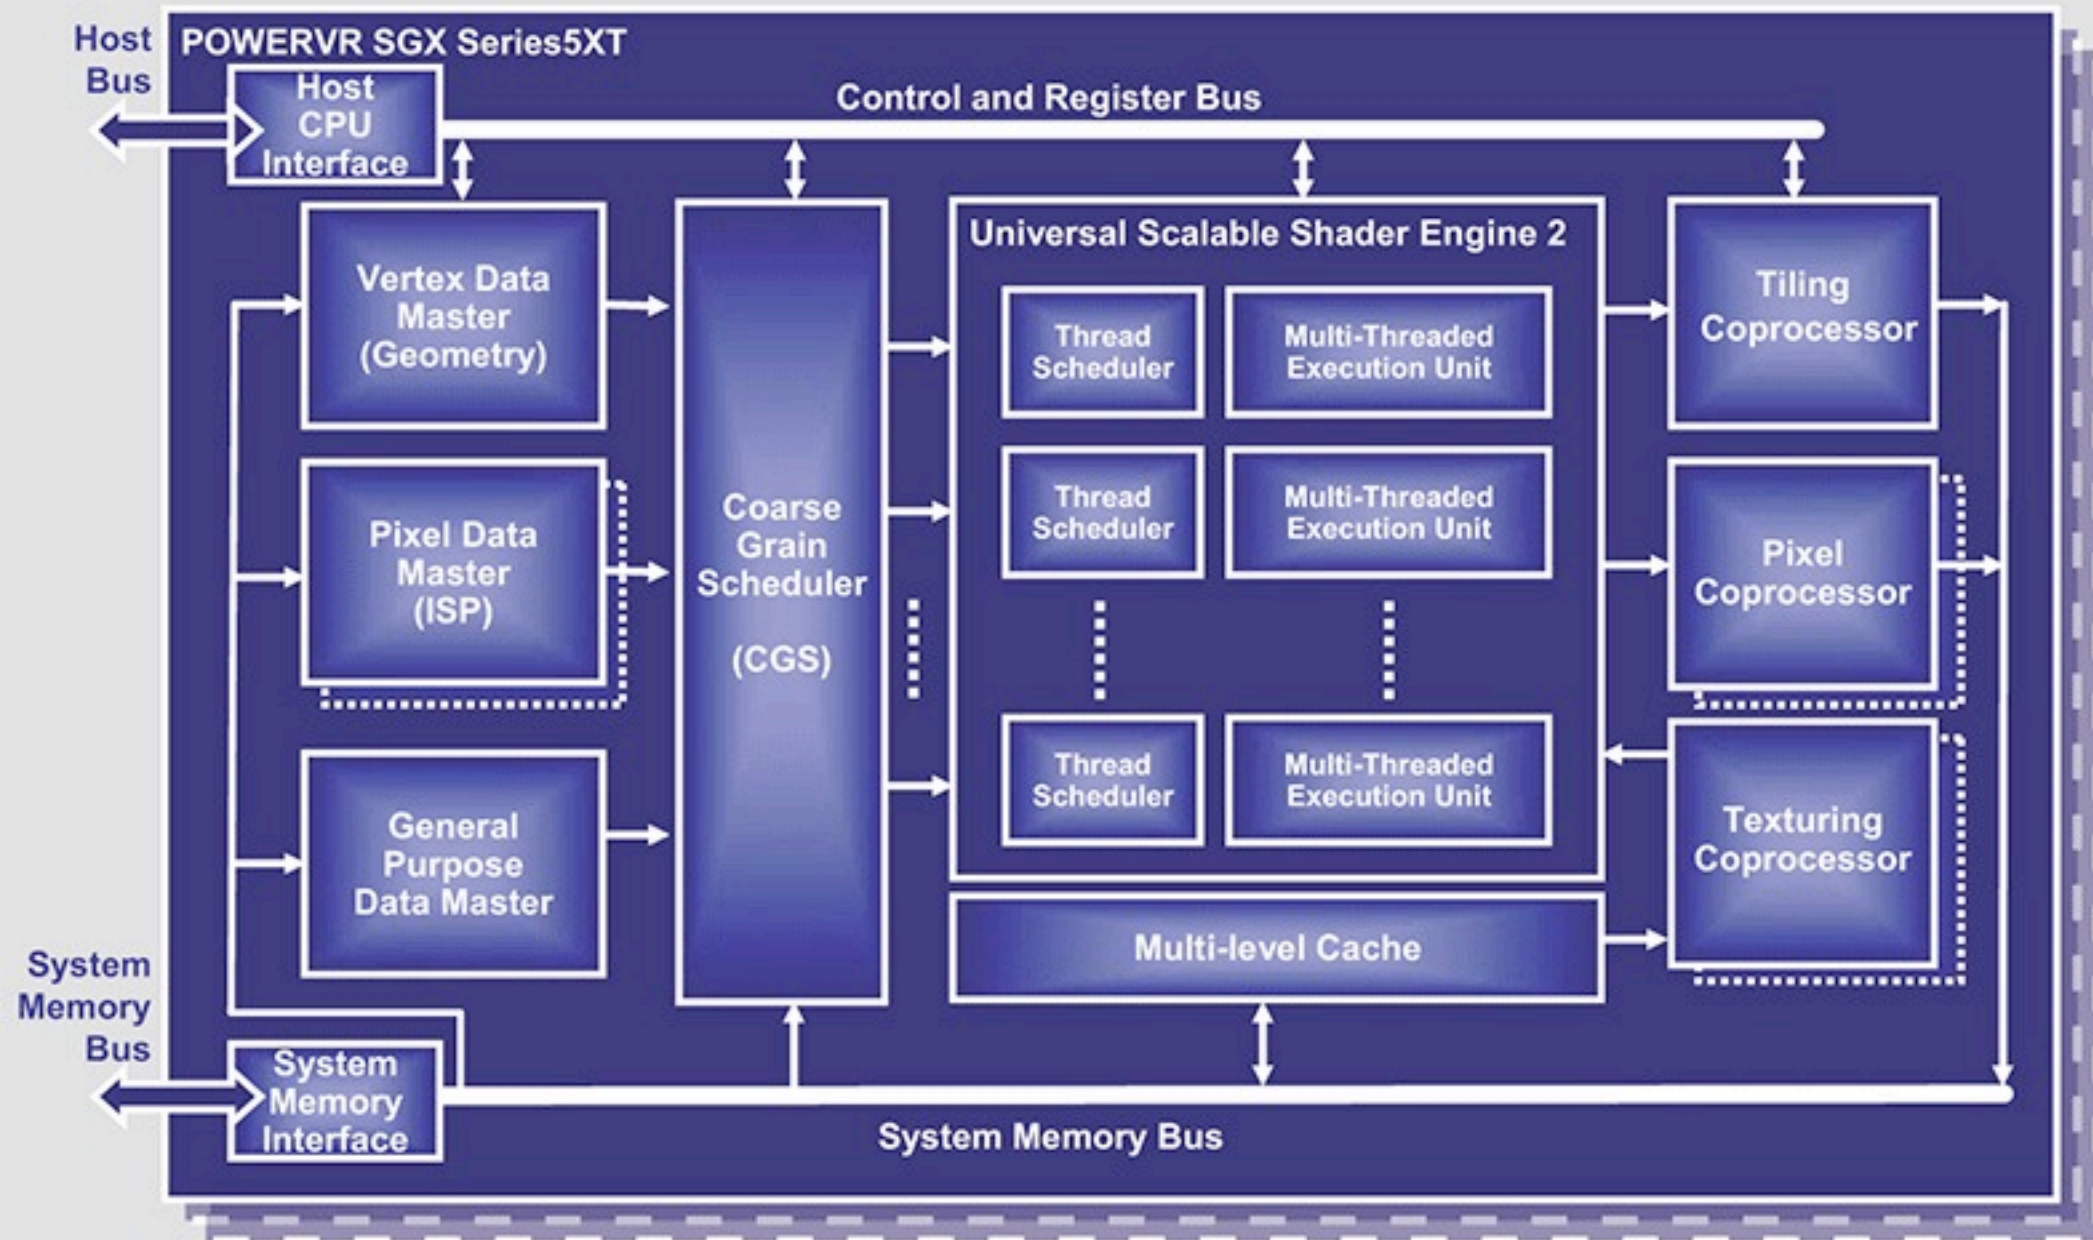 Host
Bus
POWERVR SGX Series5XT
Host
CPU
Interface
Control and Register Bus
Vertex Data
Master
(Geometry)
Pixel Data
Master
(ISP)
General
Purpose
Data Master
Coarse
Grain
Scheduler
(CGS)
Universal Scalable Shader Engine 2
Thread
Scheduler
Multi-Threaded
Execution Unit
Thread
Scheduler
Multi-Threaded
Execution Unit
Thread
Scheduler
Multi-Threaded
Execution Unit
Multi-level Cache
Tiling
Coprocessor
Pixel
Coprocessor
Texturing
Coprocessor
System
Memory
Bus
System
Memory
Interface
System Memory Bus